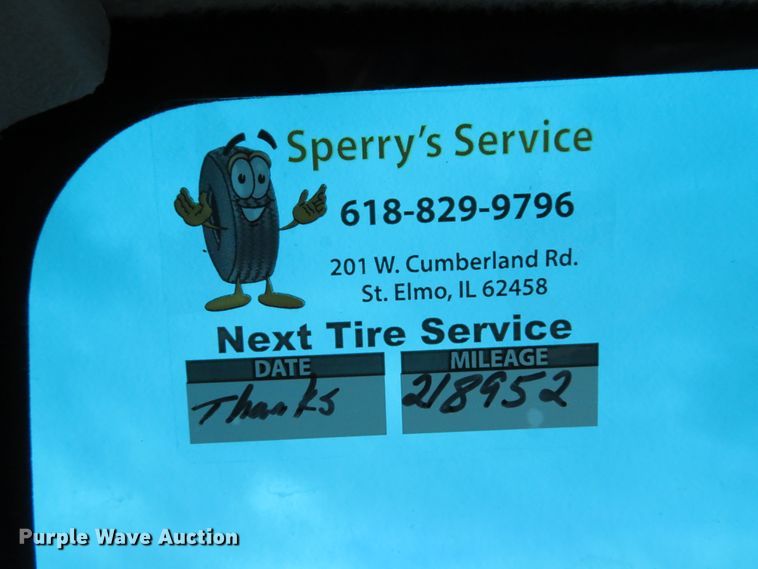 Sperry's Service
618-829-9796
201 W. Cumberland Rd.
St. Elmo, IL 62458
Next Tire Service
DATE MILEAGE
Thanks 218952
Purple Wave Auction